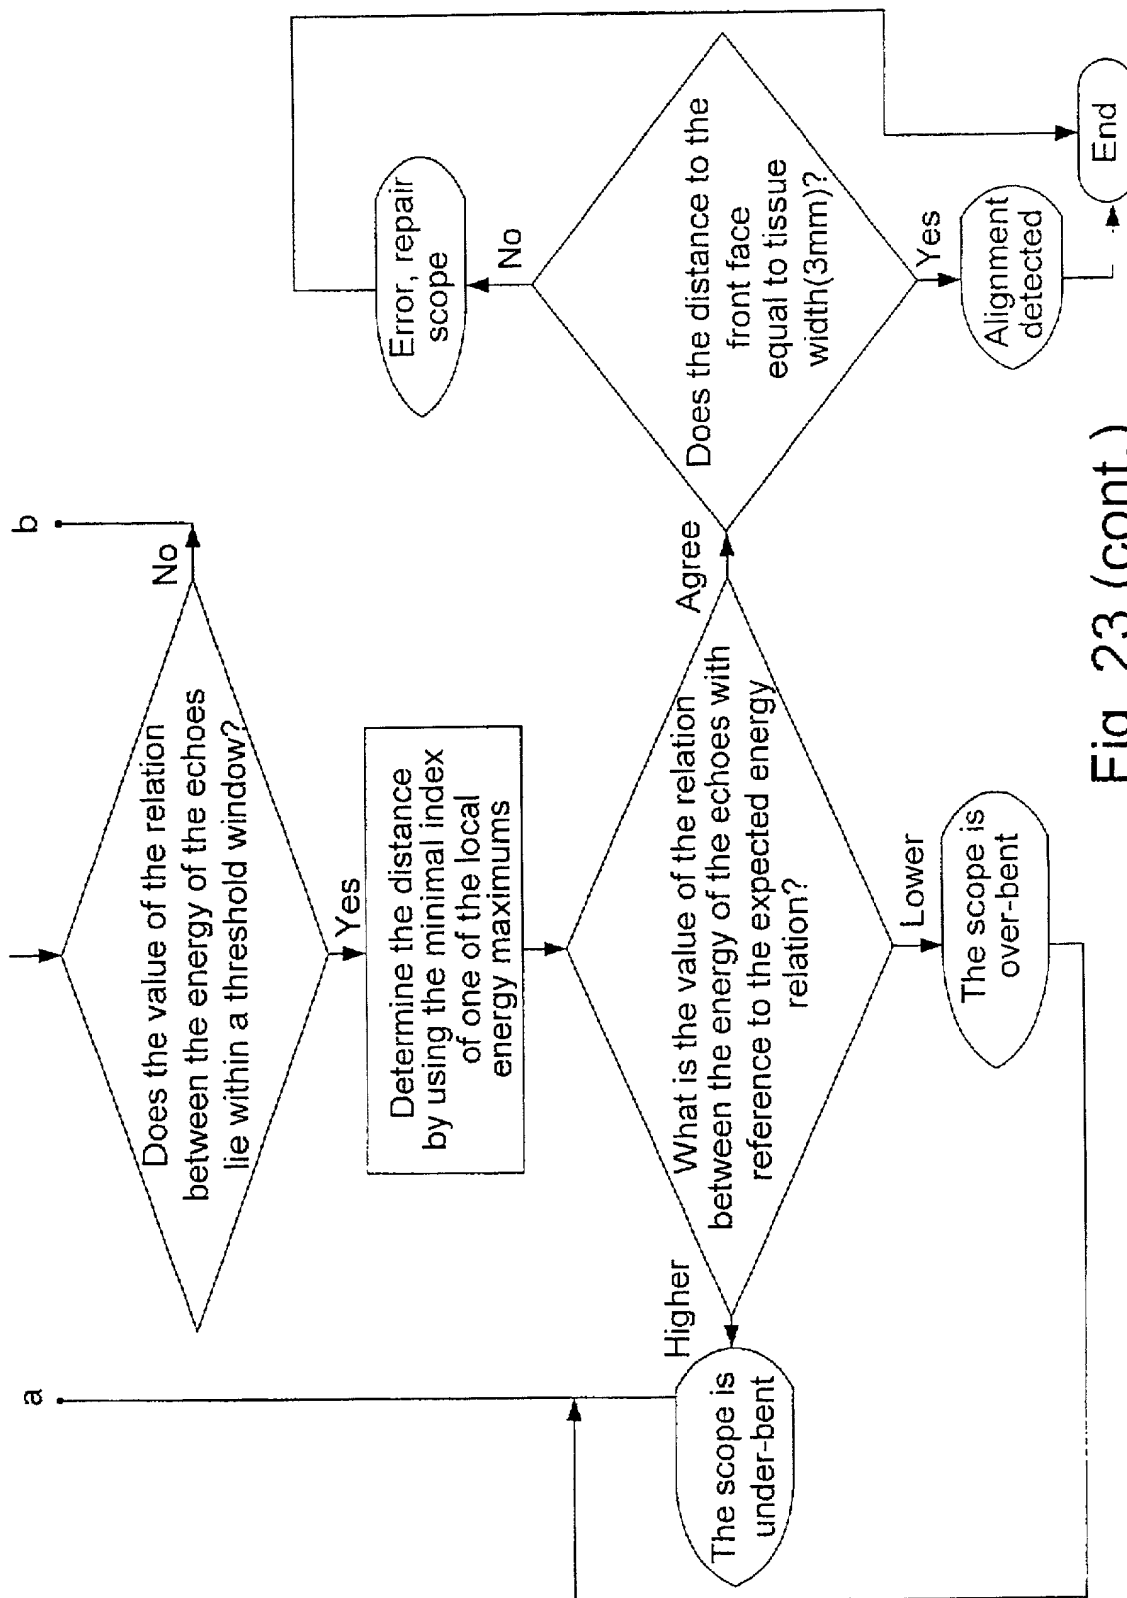 a
b
Does the value of the relation
between the energy of the echoes
lie within a threshold window?
No
Yes
Determine the distance
by using the minimal index
of one of the local
energy maximums
What is the value of the relation
between the energy of the echoes with
reference to the expected energy
relation?
Higher
The scope is
under-bent
Lower
The scope is
over-bent
Agree
Does the distance to the
front face
equal to tissue
width(3mm)?
No
Error, repair
scope
Yes
Alignment
detected
End
Fig. 23 (cont.)